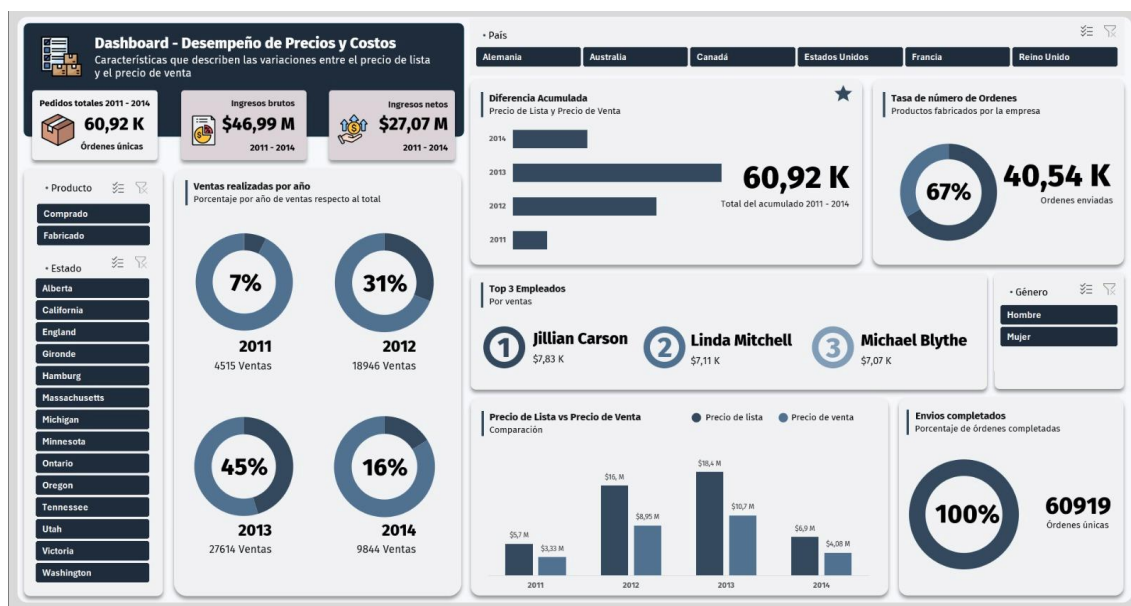 Dashboard - Desempeño de Precios y Costos
Características que describen las variaciones entre el precio de lista
y el precio de venta
Pedidos totales 2011 - 2014
60,92 K
Órdenes únicas
Ingresos brutos
$46,99 M
2011 - 2014
Ingresos netos
$27,07 M
2011 - 2014
• País
Alemania
Australia
Canadá
Estados Unidos
Francia
Reino Unido
• Producto
Comprado
Fabricado
• Estado
Alberta
California
England
Gironde
Hamburg
Massachusetts
Michigan
Minnesota
Ontario
Oregon
Tennessee
Utah
Victoria
Washington
Ventas realizadas por año
Porcentaje por año de ventas respecto al total
7%
2011
4515 Ventas
31%
2012
18946 Ventas
45%
2013
27614 Ventas
16%
2014
9844 Ventas
Diferencia Acumulada
Precio de Lista y Precio de Venta
2014
2013
2012
2011
60,92 K
Total del acumulado 2011 - 2014
Tasa de número de Ordenes
Productos fabricados por la empresa
67%
40,54 K
Ordenes enviadas
Top 3 Empleados
Por ventas
1
Jillian Carson
$7,83 K
2
Linda Mitchell
$7,11 K
3
Michael Blythe
$7,07 K
• Género
Hombre
Mujer
Precio de Lista vs Precio de Venta
Comparación
Precio de lista
Precio de venta
$5,7 M
$3,33 M
$16, M
$8,95 M
$18,4 M
$10,7 M
$6,9 M
$4,08 M
2011
2012
2013
2014
Envios completados
Porcentaje de órdenes completadas
100%
60919
Órdenes únicas